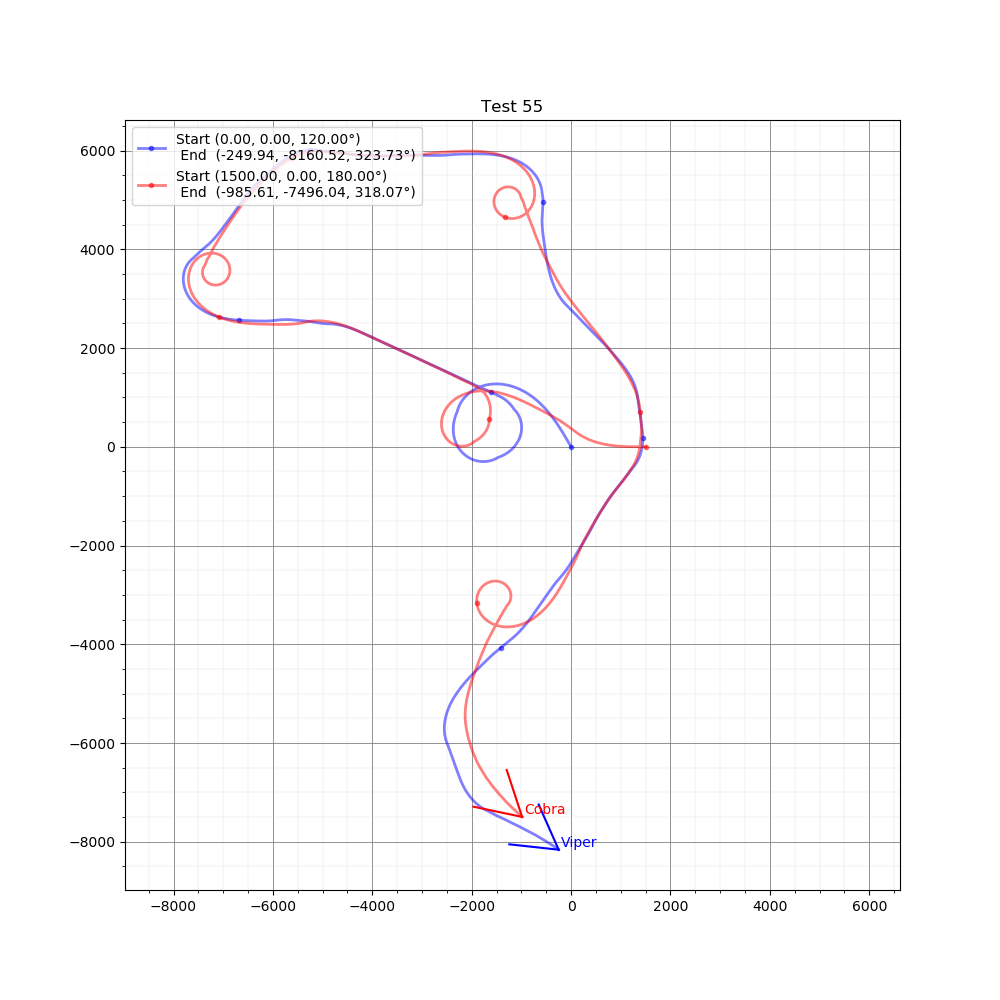 Test 55
Start (0.00, 0.00, 120.00°)
End (-249.94, -8160.52, 323.73°)
Start (1500.00, 0.00, 180.00°)
End (-985.61, -7496.04, 318.07°)
6000
4000
2000
0
−2000
−4000
−6000
−8000
Cobra
Viper
−8000 −6000 −4000 −2000 0 2000 4000 6000